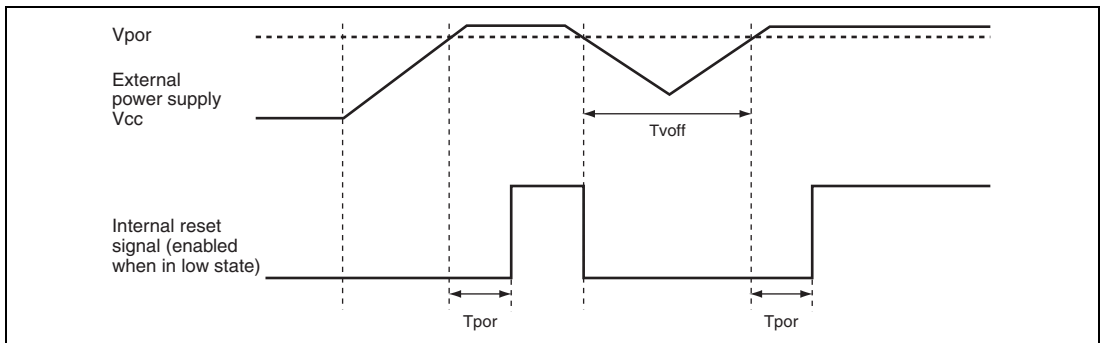 Vpor
External
power supply
Vcc
Tvoff
Internal reset
signal (enabled
when in low state)
Tpor
Tpor